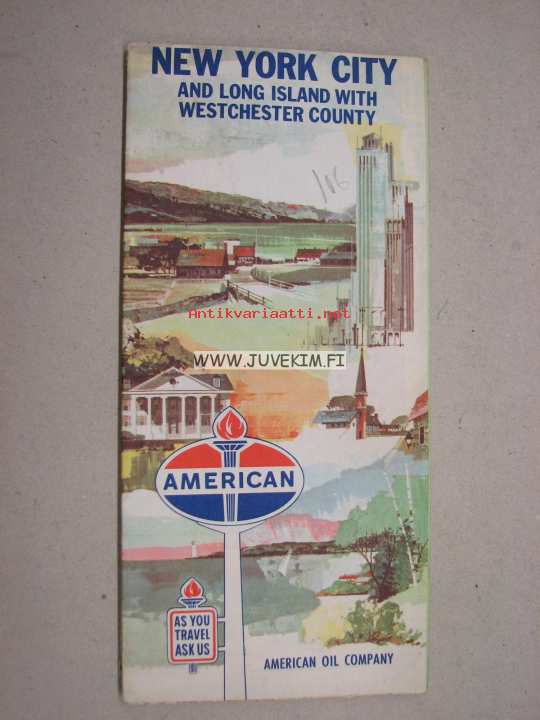 NEW YORK CITY
AND LONG ISLAND WITH
WESTCHESTER COUNTY
116
Antikvariaatti.net
WWW.JUVEKIM.FI
AMERICAN
AS YOU
TRAVEL
ASK US
AMERICAN OIL COMPANY